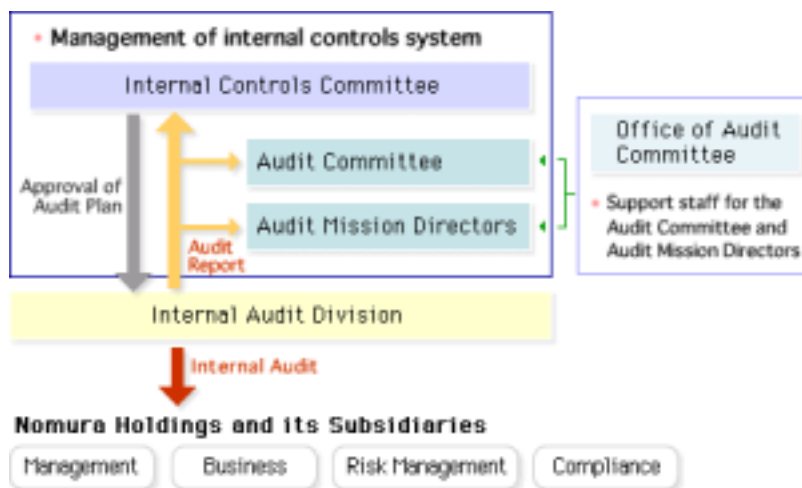 • Management of internal controls system
Internal Controls Committee
Approval of
Audit Plan
Audit Committee
Audit Mission Directors
Audit
Report
Office of Audit
Committee
• Support staff for the
Audit Committee and
Audit Mission Directors
Internal Audit Division
Internal Audit
Nomura Holdings and its Subsidiaries
Management
Business
Risk Management
Compliance